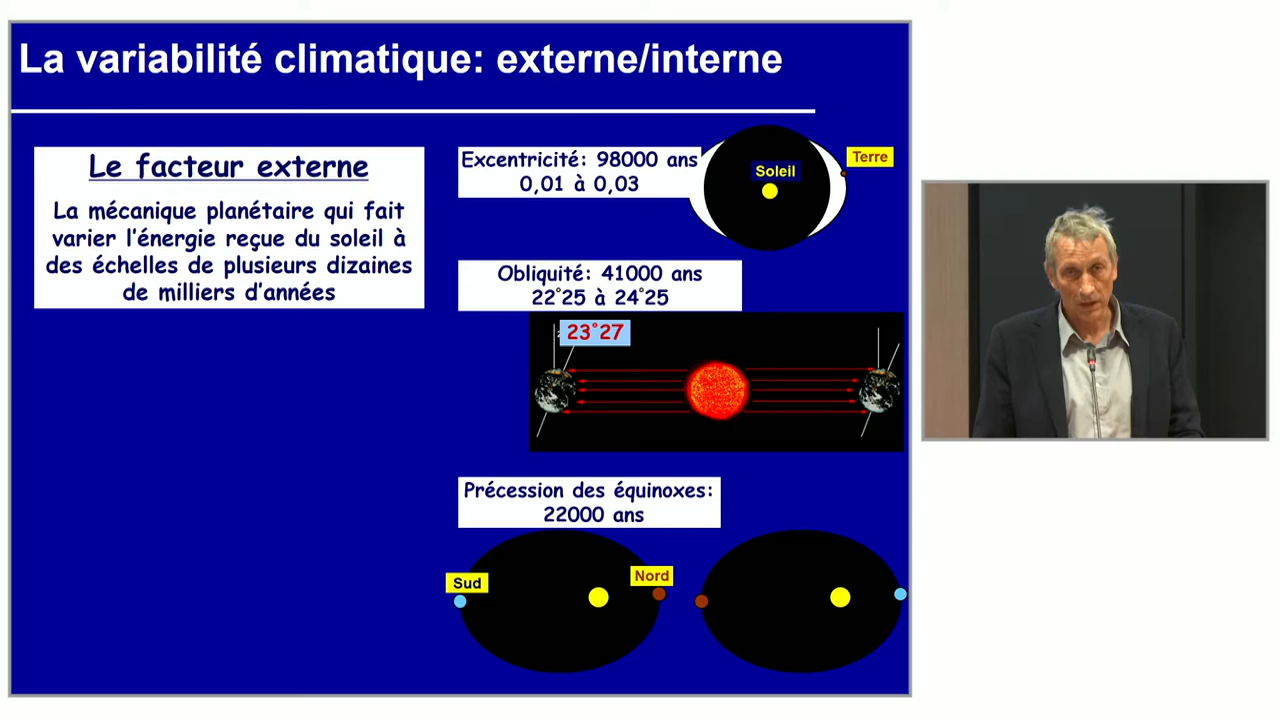 La variabilité climatique: externe/interne
Le facteur externe
La mécanique planétaire qui fait
varier l'énergie reçue du soleil à
des échelles de plusieurs dizaines
de milliers d'années
Excentricité: 98000 ans
0,01 à 0,03
Soleil
Terre
Obliquité: 41000 ans
22°25 à 24°25
23°27
Précession des équinoxes:
22000 ans
Sud
Nord